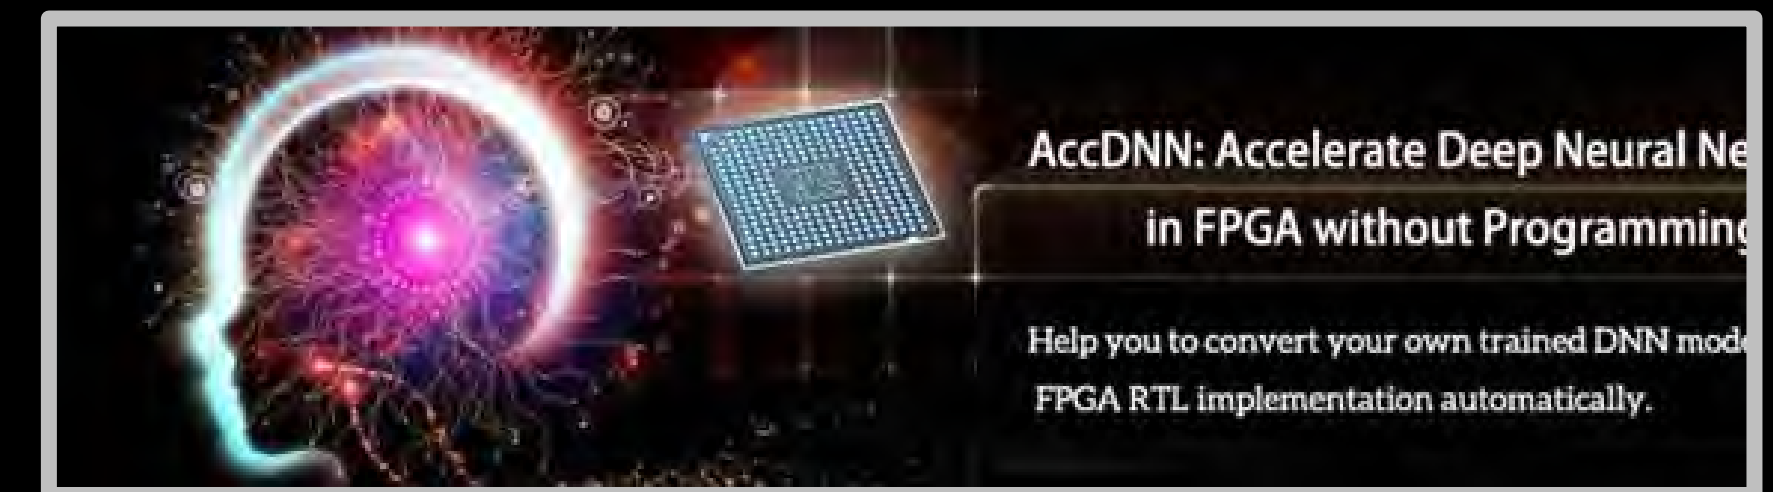 AccDNN: Accelerate Deep Neural Ne
in FPGA without Programming
Help you to convert your own trained DNN mode
FPGA RTL implementation automatically.